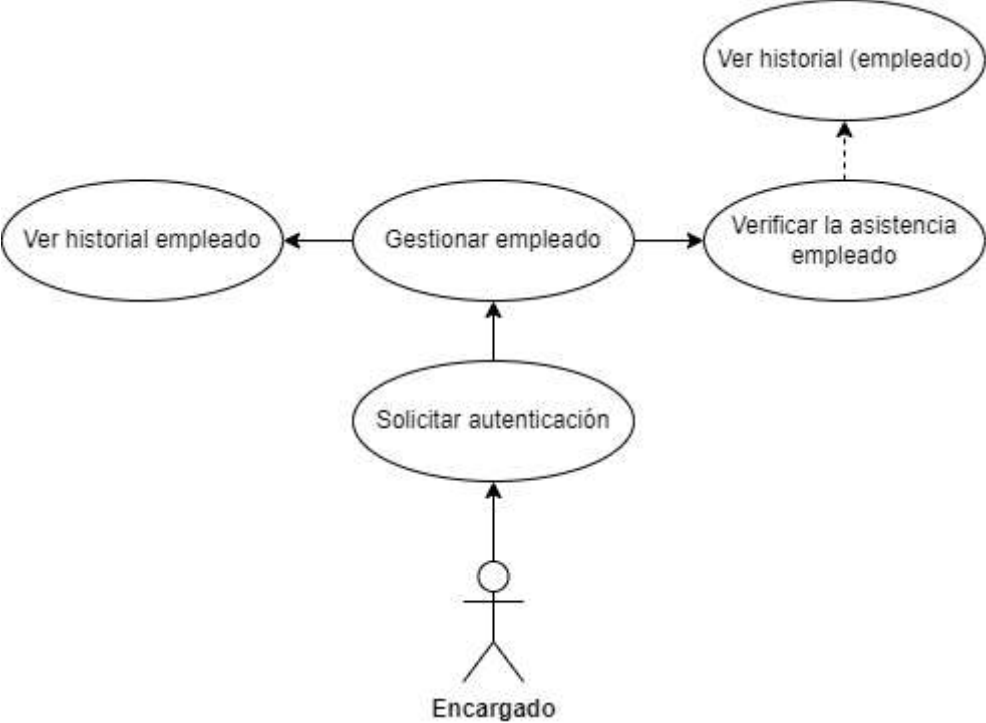 Ver historial (empleado)
Ver historial empleado
Gestionar empleado
Verificar la asistencia
empleado
Solicitar autenticación
Encargado